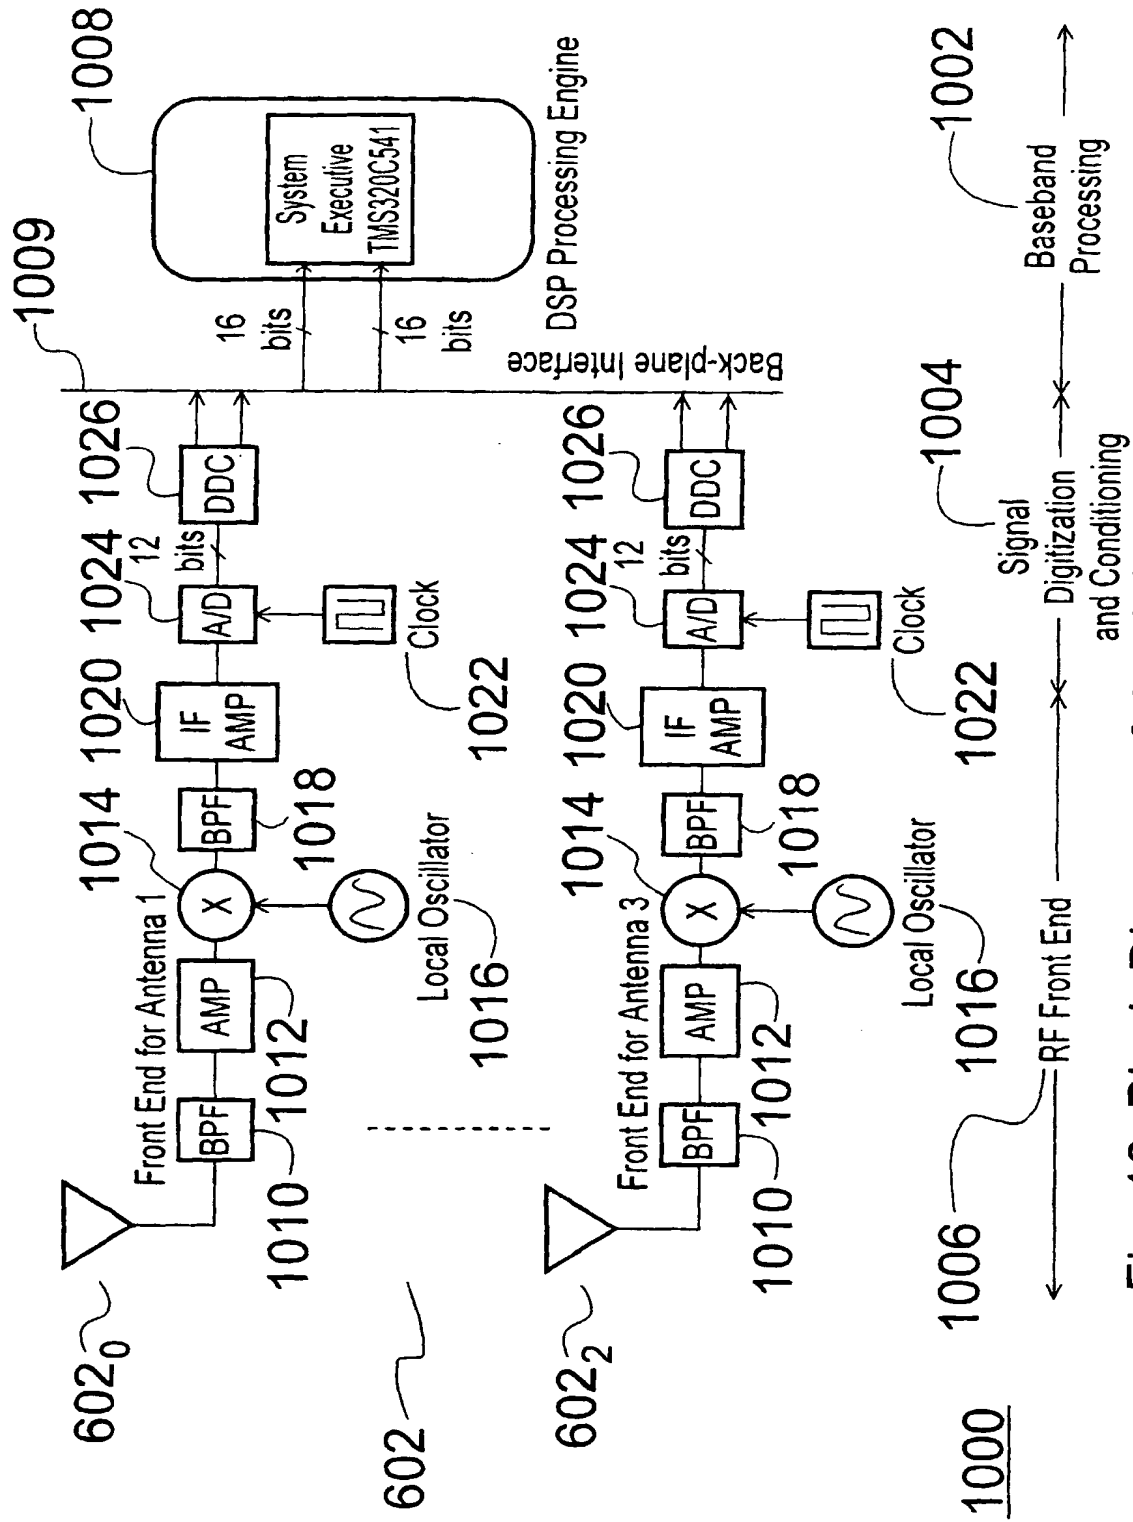 1009
1008
602₀
Front End for Antenna 1
BPF
1010
AMP
1012
X
1014
Local Oscillator
1016
BPF
1018
IF
AMP
1020
A/D
1024
Clock
1022
12
bits
DDC
1026
16
bits
16
bits
System
Executive
TMS320C541
DSP Processing Engine
Back-plane Interface
602
602₂
Front End for Antenna 3
BPF
1010
AMP
1012
X
1014
Local Oscillator
1016
BPF
1018
IF
AMP
1020
A/D
1024
Clock
1022
12
bits
DDC
1026
1006
RF Front End
1004
Signal
Digitization
and Conditioning
1002
Baseband
Processing
1000